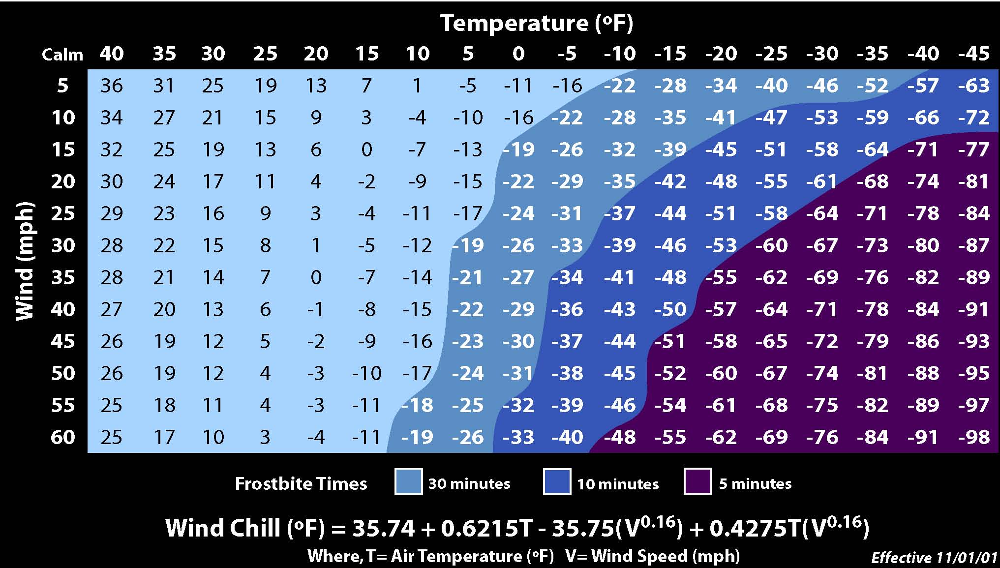 Temperature (ºF)
Calm 40 35 30 25 20 15 10 5 0 -5 -10 -15 -20 -25 -30 -35 -40 -45
5 36 31 25 19 13 7 1 -5 -11 -16 -22 -28 -34 -40 -46 -52 -57 -63
10 34 27 21 15 9 3 -4 -10 -16 -22 -28 -35 -41 -47 -53 -59 -66 -72
15 32 25 19 13 6 0 -7 -13 -19 -26 -32 -39 -45 -51 -58 -64 -71 -77
20 30 24 17 11 4 -2 -9 -15 -22 -29 -35 -42 -48 -55 -61 -68 -74 -81
25 29 23 16 9 3 -4 -11 -17 -24 -31 -37 -44 -51 -58 -64 -71 -78 -84
30 28 22 15 8 1 -5 -12 -19 -26 -33 -39 -46 -53 -60 -67 -73 -80 -87
35 28 21 14 7 0 -7 -14 -21 -27 -34 -41 -48 -55 -62 -69 -76 -82 -89
40 27 20 13 6 -1 -8 -15 -22 -29 -36 -43 -50 -57 -64 -71 -78 -84 -91
45 26 19 12 5 -2 -9 -16 -23 -30 -37 -44 -51 -58 -65 -72 -79 -86 -93
50 26 19 12 4 -3 -10 -17 -24 -31 -38 -45 -52 -60 -67 -74 -81 -88 -95
55 25 18 11 4 -3 -11 -18 -25 -32 -39 -46 -54 -61 -68 -75 -82 -89 -97
60 25 17 10 3 -4 -11 -19 -26 -33 -40 -48 -55 -62 -69 -76 -84 -91 -98
Wind (mph)
Frostbite Times 30 minutes 10 minutes 5 minutes
Wind Chill (ºF) = 35.74 + 0.6215T - 35.75(V0.16) + 0.4275T(V0.16)
Where, T= Air Temperature (ºF) V= Wind Speed (mph)
Effective 11/01/01